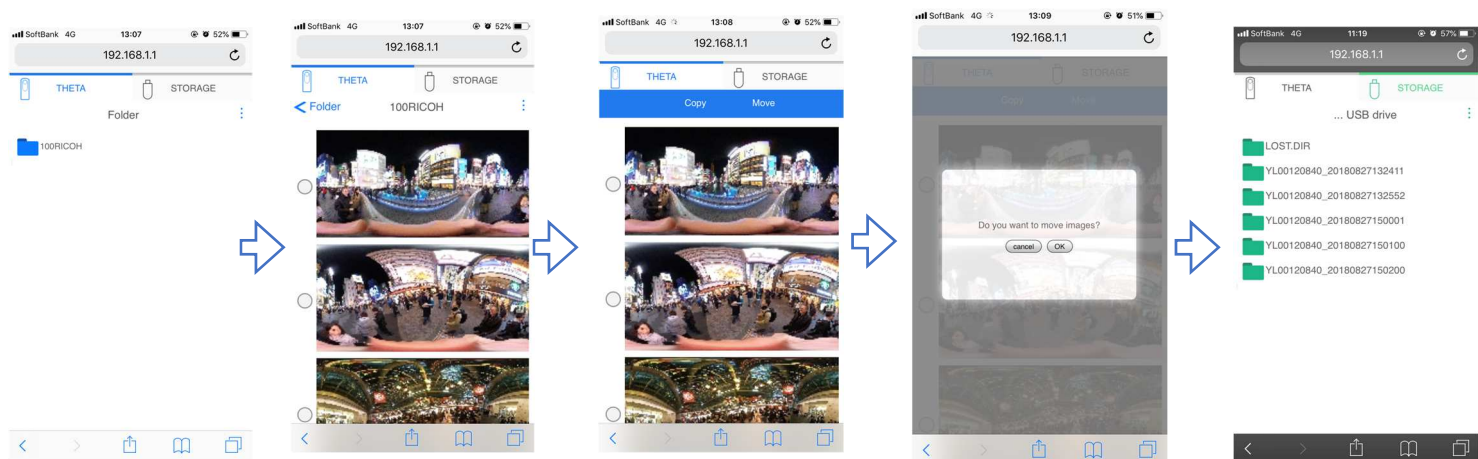 SoftBank 4G 13:07 52%
192.168.1.1
THETA STORAGE
Folder
100RICOH
SoftBank 4G 13:07 52%
192.168.1.1
THETA STORAGE
Folder 100RICOH
SoftBank 4G 13:08 52%
192.168.1.1
THETA STORAGE
Copy Move
SoftBank 4G 13:09 51%
192.168.1.1
THETA STORAGE
Copy Move
Do you want to move images?
cancel OK
SoftBank 4G 11:19 57%
192.168.1.1
THETA STORAGE
... USB drive
LOST.DIR
YL00120840_20180827132411
YL00120840_20180827132552
YL00120840_20180827150001
YL00120840_20180827150100
YL00120840_20180827150200